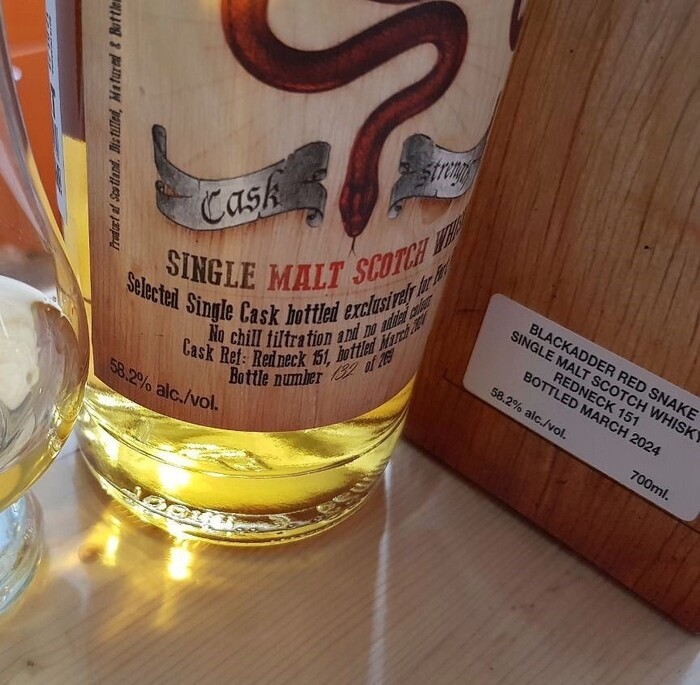 Product of Scotland. Distilled, Matured & Bottled
Cask
strength
SINGLE MALT SCOTCH
Selected Single Cask bottled exclusively for
No chill filtration and no added colour.
Cask Ref: Redneck 151, bottled March 2024
Bottle number 132 of 260
58.2% alc./vol.
BLACKADDER RED SNAKE
SINGLE MALT SCOTCH WHISKY
REDNECK 151
BOTTLED MARCH 2024
58.2% alc./vol.
700ml.